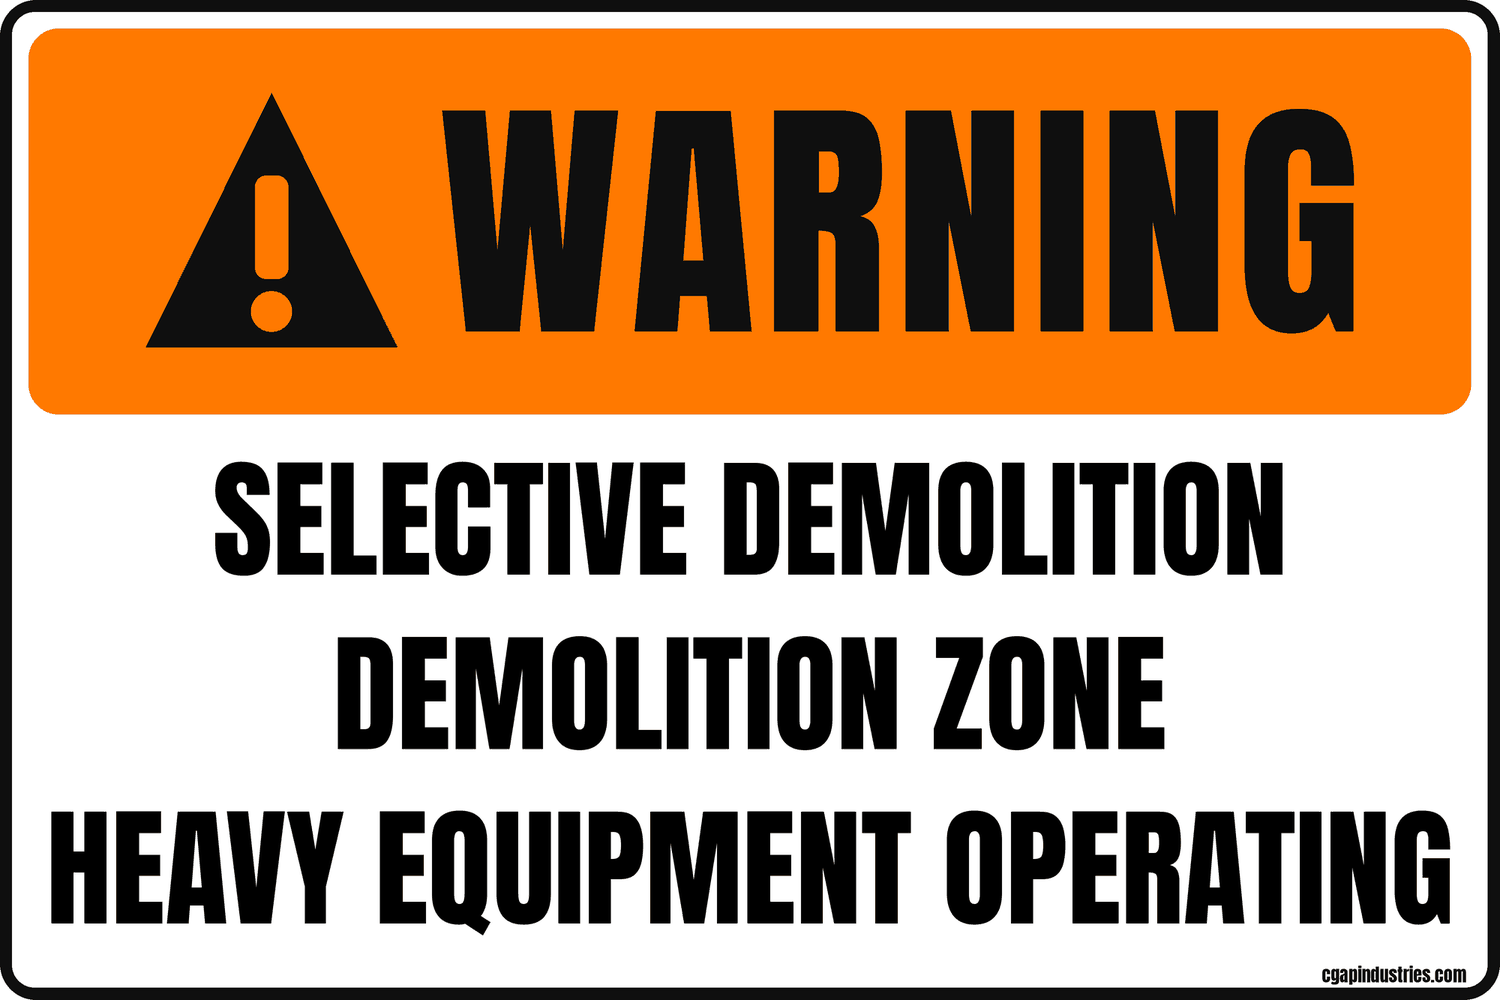 WARNING
SELECTIVE DEMOLITION
DEMOLITION ZONE
HEAVY EQUIPMENT OPERATING
cgapindustries.com